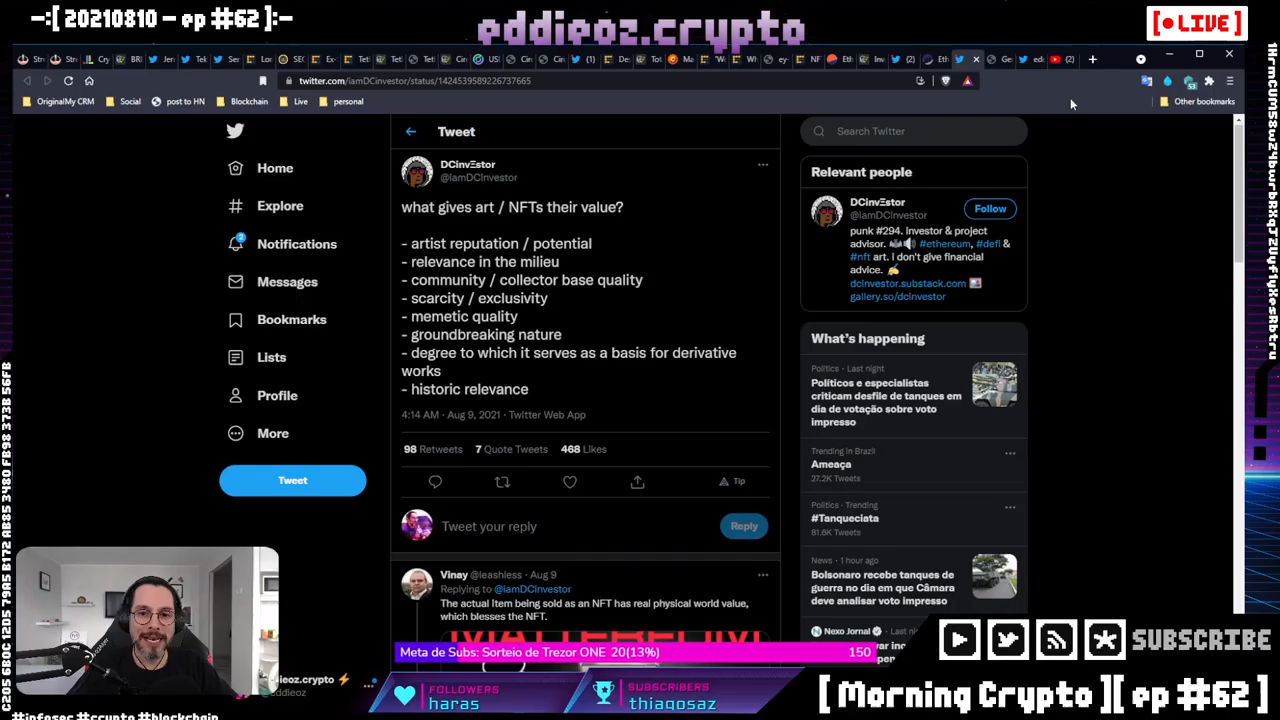 -:[ 20210810 - ep #62 ]:-
eddieoz.crypto
[● LIVE]
twitter.com/iamDCinvestor/status/1424539589226737665
OriginalMy CRM
Social
post to HN
Blockchain
Live
personal
Other bookmarks
Home
Explore
Notifications
Messages
Bookmarks
Lists
Profile
More
Tweet
Tweet
DCinvΞstor
@iamDCinvestor
what gives art / NFTs their value?
- artist reputation / potential
- relevance in the milieu
- community / collector base quality
- scarcity / exclusivity
- memetic quality
- groundbreaking nature
- degree to which it serves as a basis for derivative
works
- historic relevance
4:14 AM · Aug 9, 2021 · Twitter Web App
98 Retweets 7 Quote Tweets 468 Likes
Tip
Tweet your reply
Reply
Vinay @leashless · Aug 9
Replying to @iamDCinvestor
The actual item being sold as an NFT has real physical world value,
which blesses the NFT.
Search Twitter
Relevant people
DCinvΞstor
@iamDCinvestor
Follow
punk #294. investor & project
advisor. #ethereum, #defi &
#nft art. I don't give financial
advice.
dcinvestor.substack.com
gallery.so/dcinvestor
What's happening
Politics · Last night
Políticos e especialistas
criticam desfile de tanques em
dia de votação sobre voto
impresso
Trending in Brazil
Ameaça
27.2K Tweets
Politics · Trending
#Tanqueciata
81.6K Tweets
News · 1 hour ago
Bolsonaro recebe tanques de
guerra no dia em que Câmara
deve analisar voto impresso
Nexo Jornal
Meta de Subs: Sorteio de Trezor ONE 20(13%)
150
FOLLOWERS
haras
SUBSCRIBERS
thiagosaz
SUBSCRIBE
[ Morning Crypto ][ ep #62 ]
ieoz.crypto
@eddieoz
#infosec #crypto #blockchain